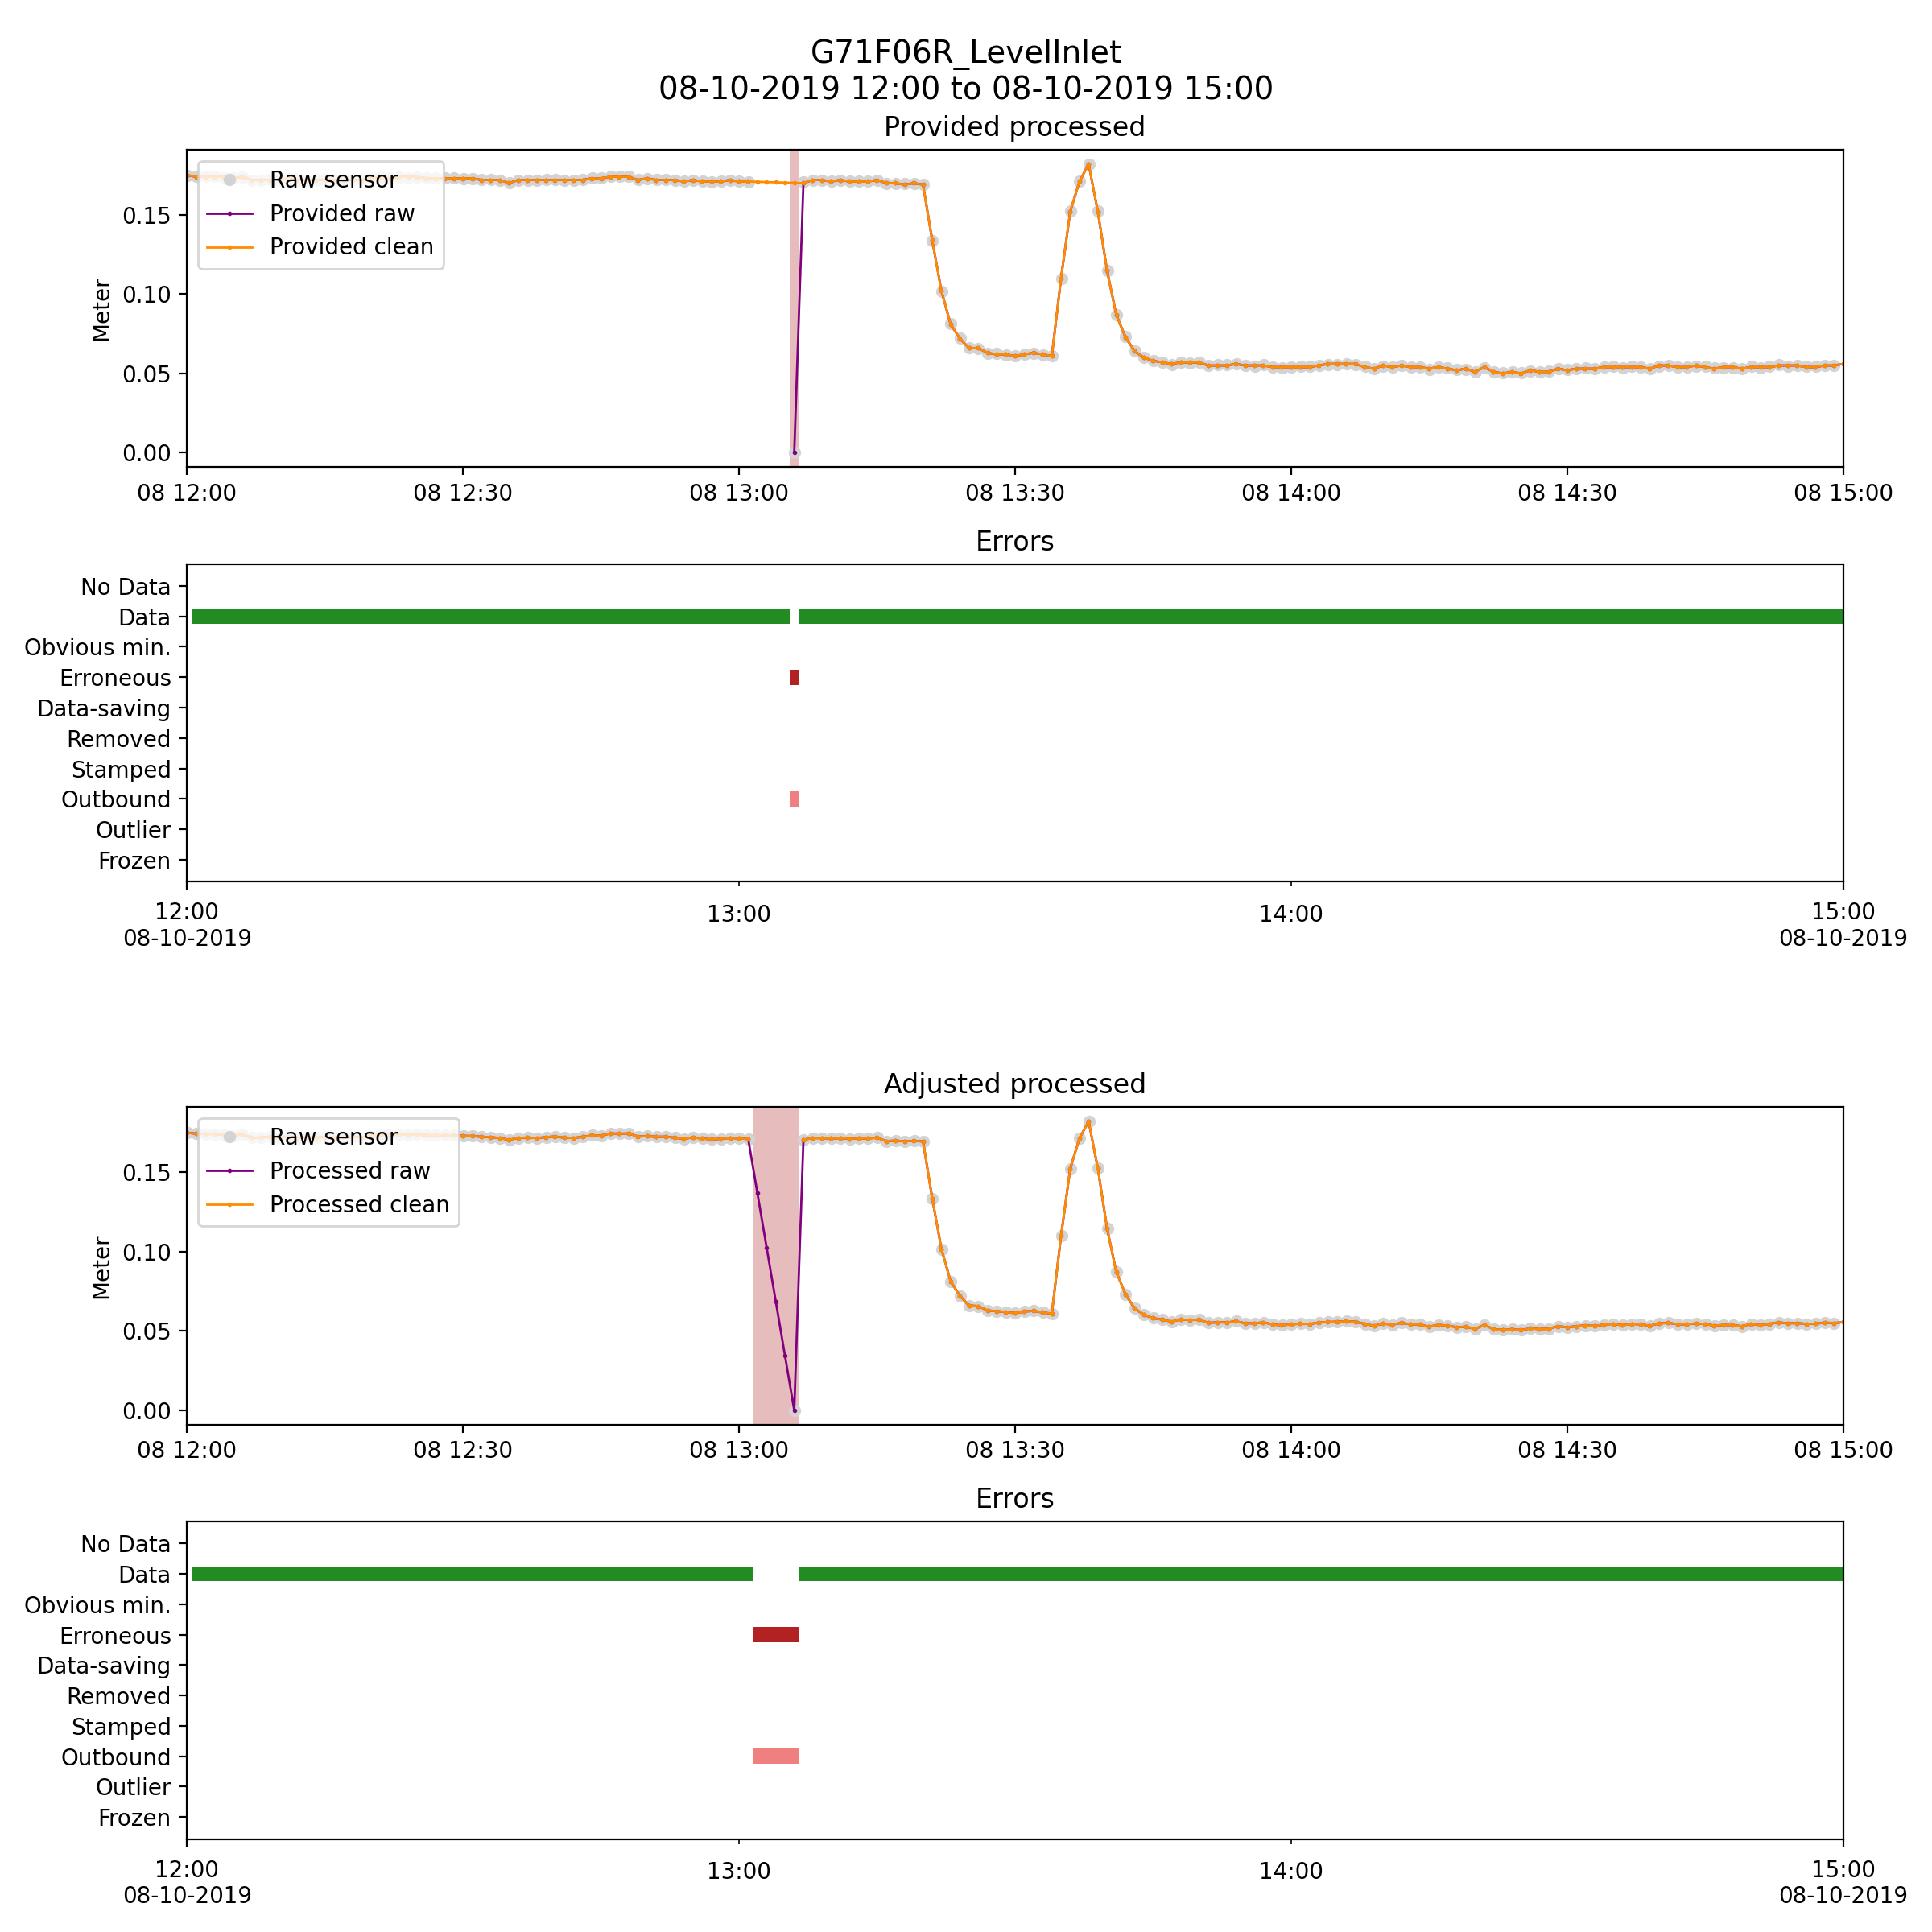 G71F06R_LevelInlet
08-10-2019 12:00 to 08-10-2019 15:00
Provided processed
Raw sensor
Provided raw
Provided clean
Meter
0.15
0.10
0.05
0.00
08 12:00 08 12:30 08 13:00 08 13:30 08 14:00 08 14:30 08 15:00
Errors
No Data
Data
Obvious min.
Erroneous
Data-saving
Removed
Stamped
Outbound
Outlier
Frozen
12:00 13:00 14:00 15:00
08-10-2019 08-10-2019
Adjusted processed
Raw sensor
Processed raw
Processed clean
Meter
0.15
0.10
0.05
0.00
08 12:00 08 12:30 08 13:00 08 13:30 08 14:00 08 14:30 08 15:00
Errors
No Data
Data
Obvious min.
Erroneous
Data-saving
Removed
Stamped
Outbound
Outlier
Frozen
12:00 13:00 14:00 15:00
08-10-2019 08-10-2019